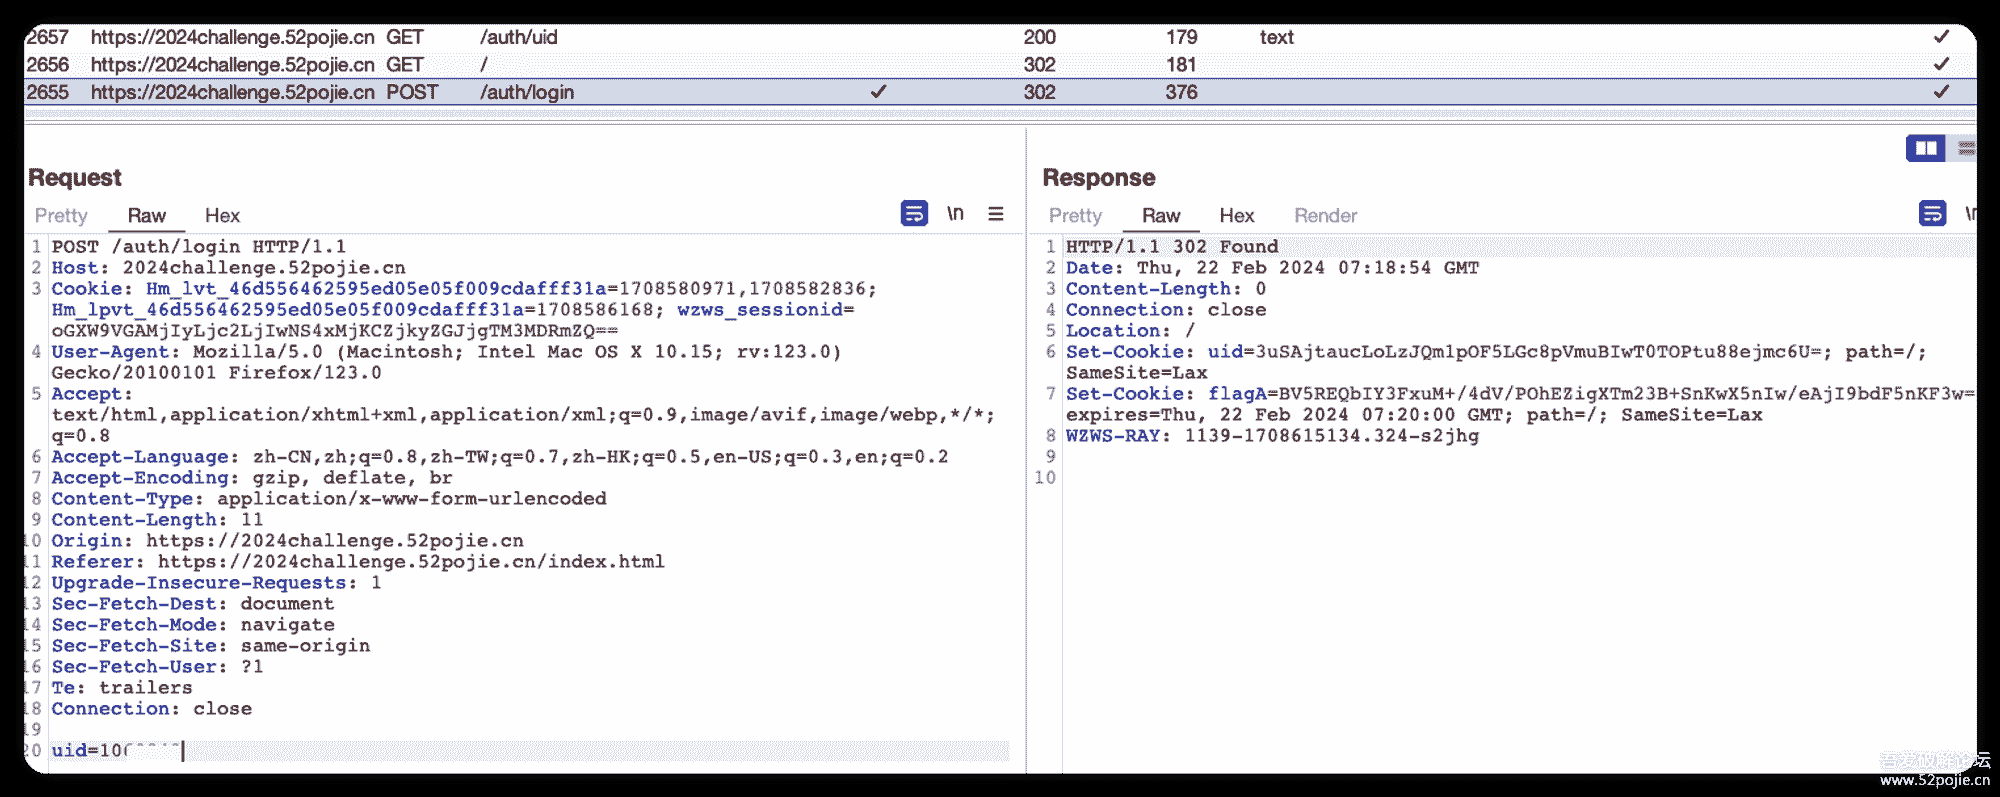 2657 https://2024challenge.52pojie.cn GET /auth/uid 200 179 text ✓
2656 https://2024challenge.52pojie.cn GET / 302 181 ✓
2655 https://2024challenge.52pojie.cn POST /auth/login ✓ 302 376 ✓
Request
Pretty Raw Hex \n
1 POST /auth/login HTTP/1.1
2 Host: 2024challenge.52pojie.cn
3 Cookie: Hm_lvt_46d556462595ed05e05f009cdafff31a=1708580971,1708582836;
Hm_lpvt_46d556462595ed05e05f009cdafff31a=1708586168; wzws_sessionid=
oGXW9VGAMjIyLjc2LjIwNS4xMjKCZjkyZGJjgTM3MDRmZQ==
4 User-Agent: Mozilla/5.0 (Macintosh; Intel Mac OS X 10.15; rv:123.0)
Gecko/20100101 Firefox/123.0
5 Accept:
text/html,application/xhtml+xml,application/xml;q=0.9,image/avif,image/webp,*/*;
q=0.8
6 Accept-Language: zh-CN,zh;q=0.8,zh-TW;q=0.7,zh-HK;q=0.5,en-US;q=0.3,en;q=0.2
7 Accept-Encoding: gzip, deflate, br
8 Content-Type: application/x-www-form-urlencoded
9 Content-Length: 11
10 Origin: https://2024challenge.52pojie.cn
11 Referer: https://2024challenge.52pojie.cn/index.html
12 Upgrade-Insecure-Requests: 1
13 Sec-Fetch-Dest: document
14 Sec-Fetch-Mode: navigate
15 Sec-Fetch-Site: same-origin
16 Sec-Fetch-User: ?1
17 Te: trailers
18 Connection: close
19
20 uid=10
Response
Pretty Raw Hex Render
1 HTTP/1.1 302 Found
2 Date: Thu, 22 Feb 2024 07:18:54 GMT
3 Content-Length: 0
4 Connection: close
5 Location: /
6 Set-Cookie: uid=3uSAjtaucLoLzJQm1pOF5LGc8pVmuBIwT0TOPtu88ejmc6U=; path=/;
SameSite=Lax
7 Set-Cookie: flagA=BV5REQbIY3FxuM+/4dV/POhEZigXTm23B+SnKwX5nIw/eAjI9bdF5nKF3w=
expires=Thu, 22 Feb 2024 07:20:00 GMT; path=/; SameSite=Lax
8 WZWS-RAY: 1139-1708615134.324-s2jhg
9
10
吾爱破解论坛
www.52pojie.cn